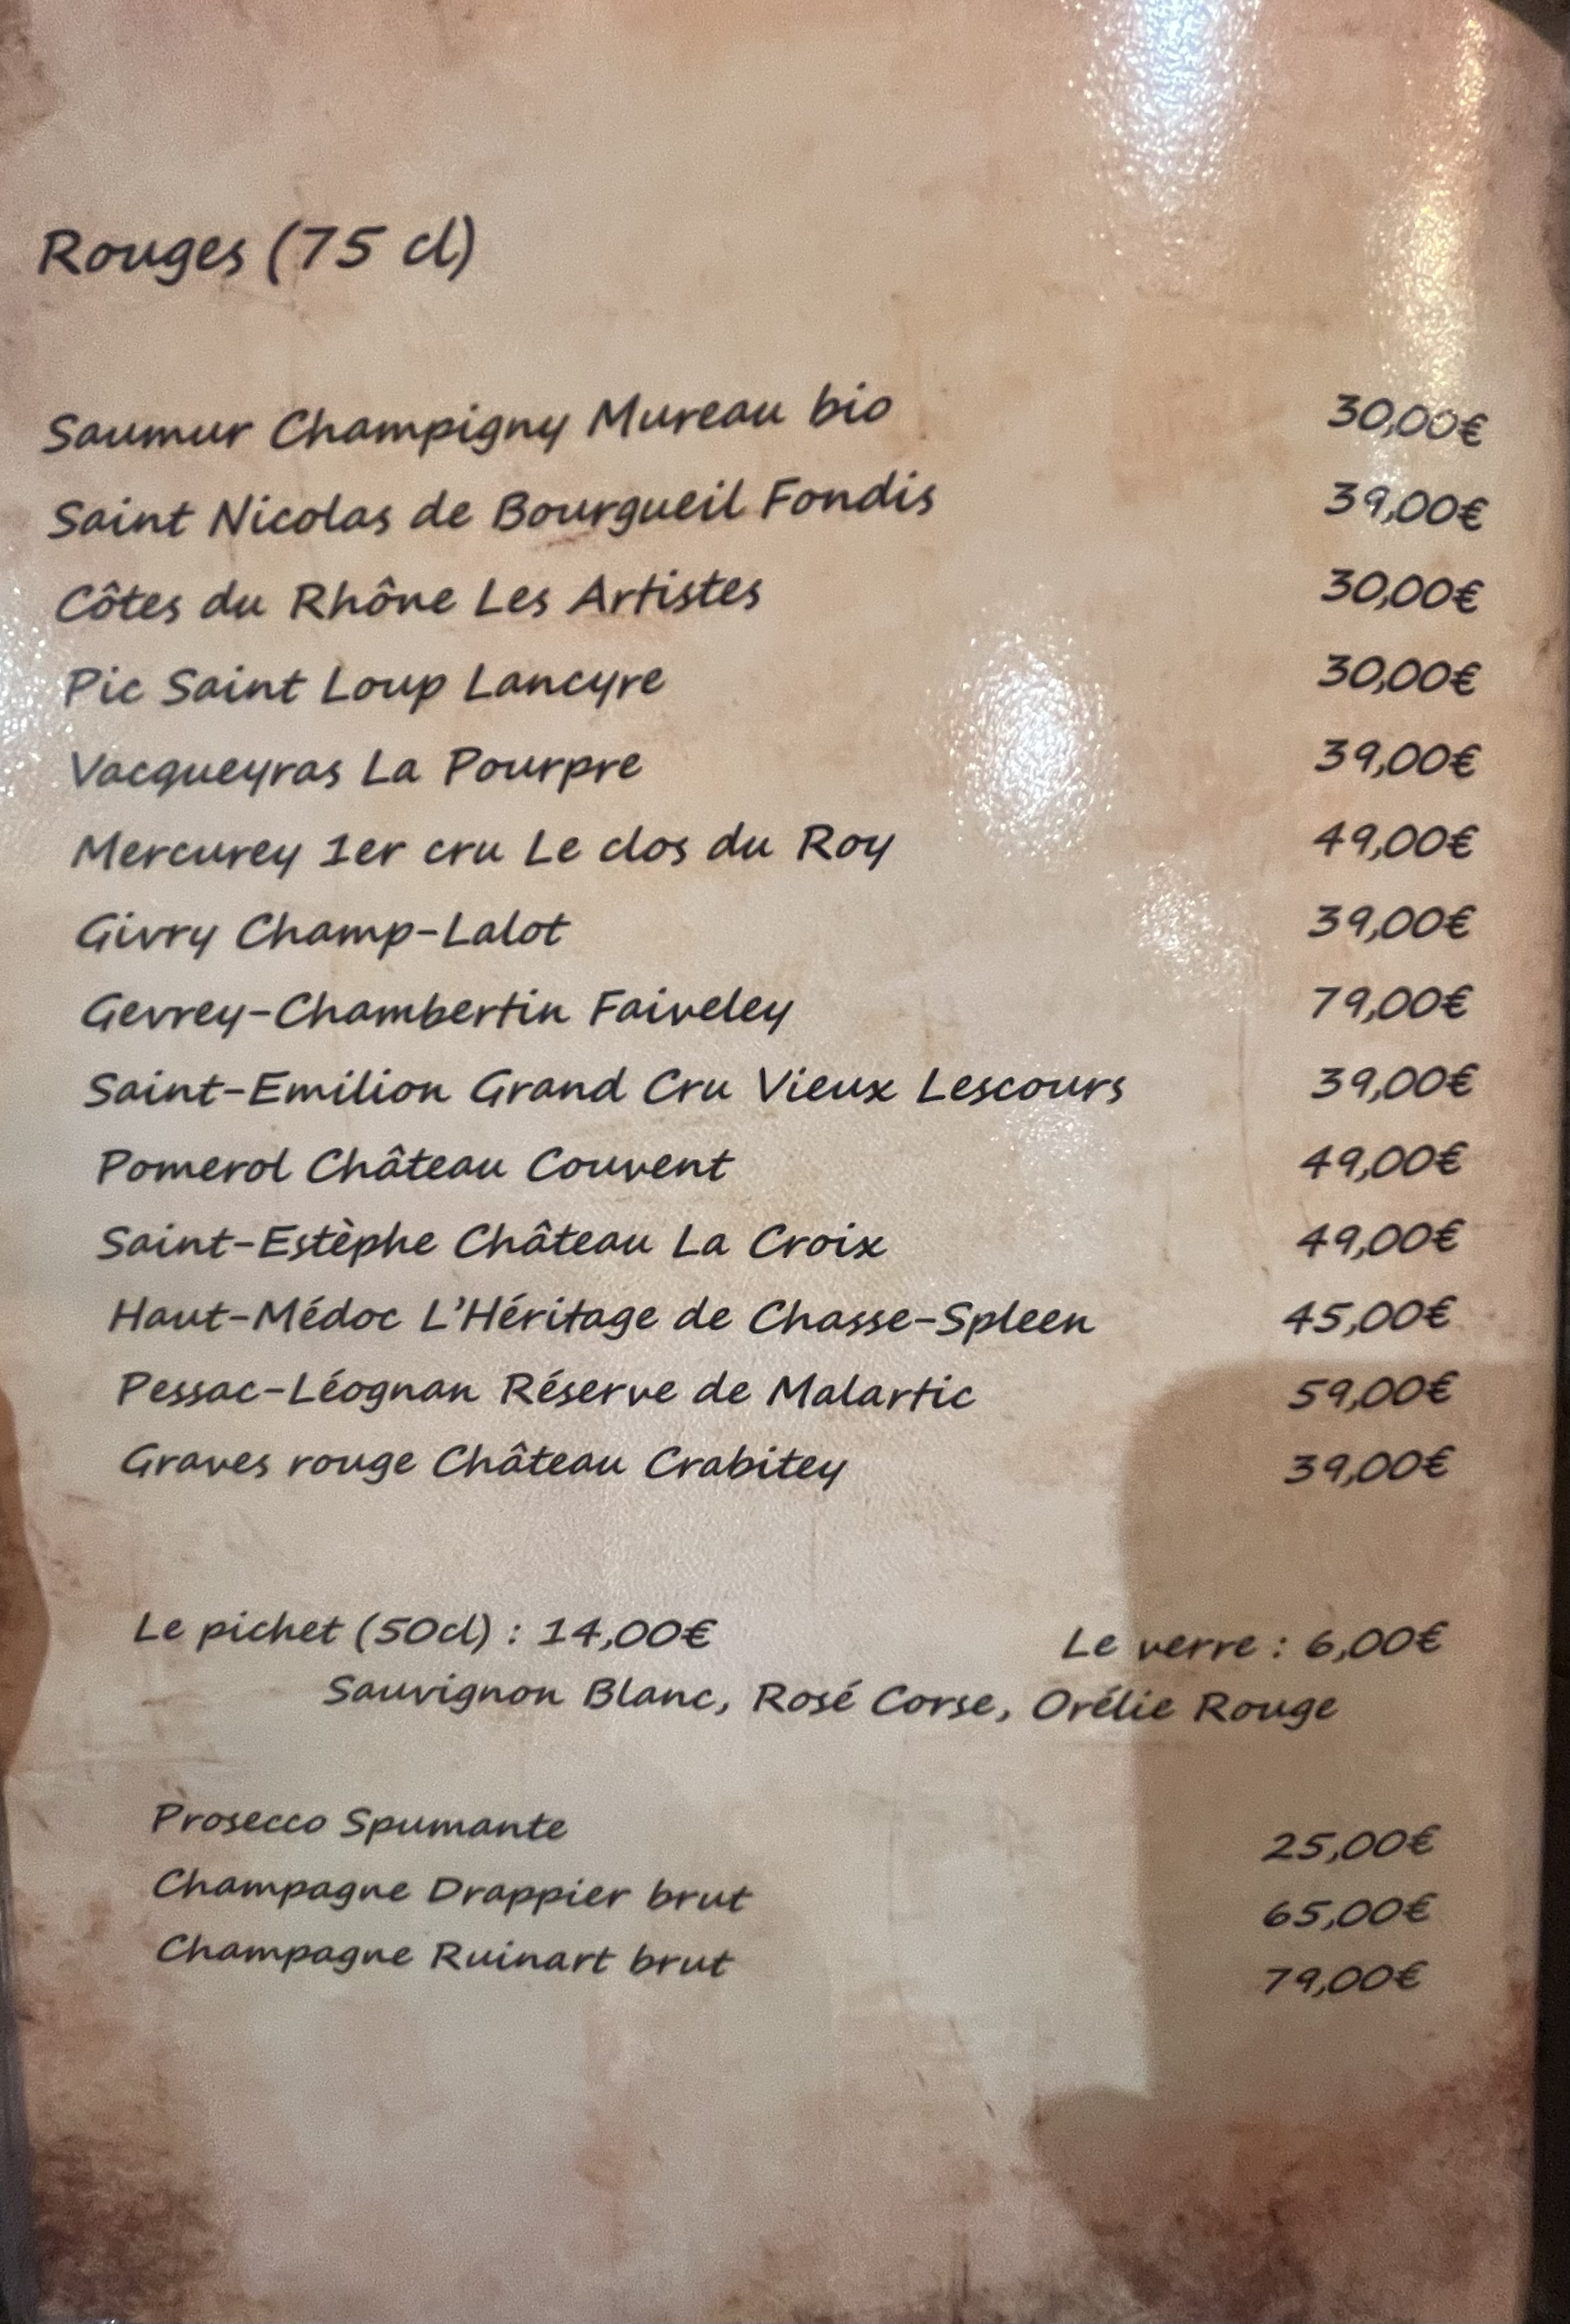 Rouges (75 cl)
Saumur Champigny Mureau bio 30,00€
Saint Nicolas de Bourgueil Fondis 39,00€
Côtes du Rhône Les Artistes 30,00€
Pic Saint Loup Lancyre 30,00€
Vacqueyras La Pourpre 39,00€
Mercurey 1er cru Le clos du Roy 49,00€
Givry Champ-Lalot 39,00€
Gevrey-Chambertin Faiveley 79,00€
Saint-Emilion Grand Cru Vieux Lescours 39,00€
Pomerol Château Couvent 49,00€
Saint-Estèphe Château La Croix 49,00€
Haut-Médoc L'Héritage de Chasse-Spleen 45,00€
Pessac-Léognan Réserve de Malartic 59,00€
Graves rouge Château Crabitey 39,00€
Le pichet (50cl) : 14,00€ Le verre : 6,00€
Sauvignon Blanc, Rosé Corse, Orélie Rouge
Prosecco Spumante 25,00€
Champagne Drappier brut 65,00€
Champagne Ruinart brut 79,00€